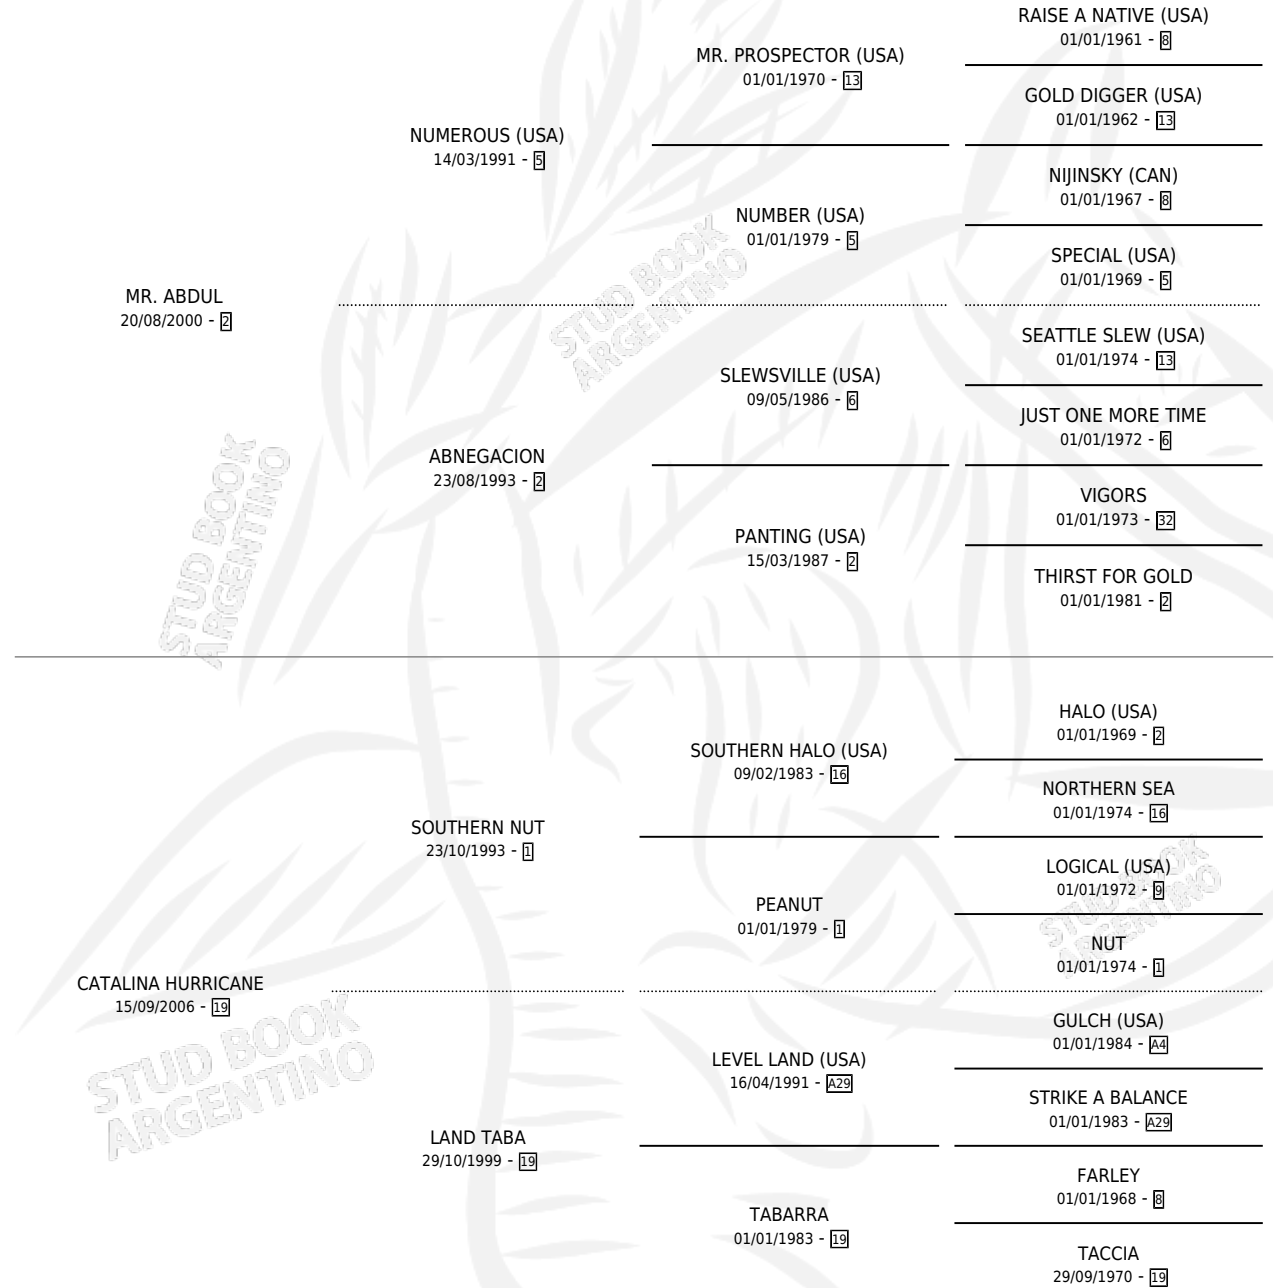 RAISE A NATIVE (USA)
01/01/1961 - 8
MR. PROSPECTOR (USA)
01/01/1970 - 13
GOLD DIGGER (USA)
01/01/1962 - 13
NUMEROUS (USA)
14/03/1991 - 5
NIJINSKY (CAN)
01/01/1967 - 8
NUMBER (USA)
01/01/1979 - 5
SPECIAL (USA)
01/01/1969 - 5
MR. ABDUL
20/08/2000 - 2
STUD BOOK
ARGENTINO
SEATTLE SLEW (USA)
01/01/1974 - 13
SLEWSVILLE (USA)
09/05/1986 - 6
JUST ONE MORE TIME
01/01/1972 - 6
ABNEGACION
23/08/1993 - 2
VIGORS
01/01/1973 - 32
PANTING (USA)
15/03/1987 - 2
THIRST FOR GOLD
01/01/1981 - 2
STUD BOOK
ARGENTINO
HALO (USA)
01/01/1969 - 2
SOUTHERN HALO (USA)
09/02/1983 - 16
NORTHERN SEA
01/01/1974 - 16
SOUTHERN NUT
23/10/1993 - 1
LOGICAL (USA)
01/01/1972 - 9
PEANUT
01/01/1979 - 1
STUD BOOK
ARGENTINO
NUT
01/01/1974 - 1
CATALINA HURRICANE
15/09/2006 - 19
GULCH (USA)
01/01/1984 - A4
LEVEL LAND (USA)
16/04/1991 - A29
STRIKE A BALANCE
01/01/1983 - A29
STUD BOOK
ARGENTINO
LAND TABA
29/10/1999 - 19
FARLEY
01/01/1968 - 8
TABARRA
01/01/1983 - 19
TACCIA
29/09/1970 - 19